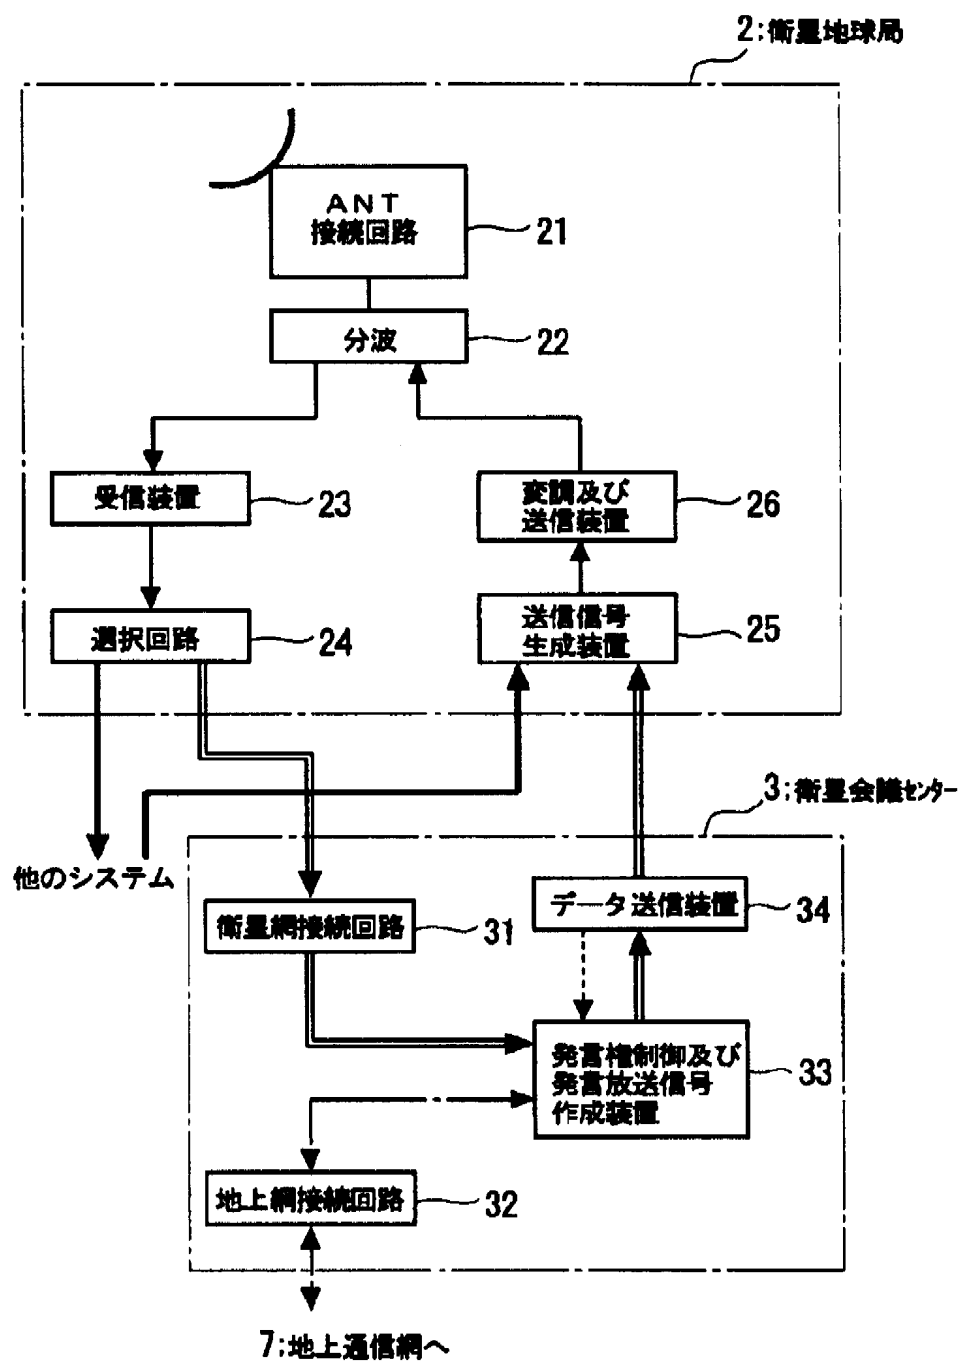 2;衛星地球局
ANT
接続回路
21
分波
22
受信装置
23
変調及び
送信装置
26
選択回路
24
送信信号
生成装置
25
3;衛星会議センター
他のシステム
衛星網接続回路
31
データ送信装置
34
発言権制御及び
発言放送信号
作成装置
33
地上網接続回路
32
7;地上通信網へ